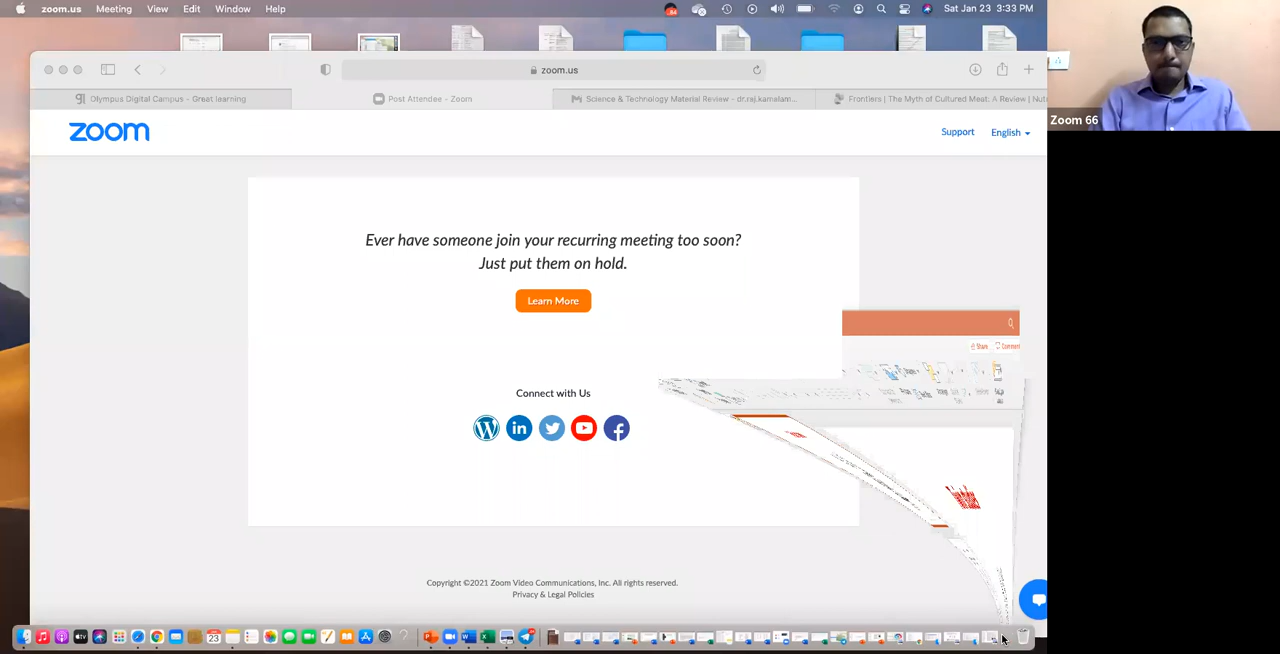 zoom.us Meeting View Edit Window Help Sat Jan 23 3:33 PM
zoom.us
Olympus Digital Campus - Great learning
Post Attendee - Zoom
Science & Technology Material Review - dr.raj.kamalam...
Frontiers | The Myth of Cultured Meat: A Review | Nutr
Zoom 66
zoom
Support
English
Ever have someone join your recurring meeting too soon?
Just put them on hold.
Learn More
Share
Comment
Connect with Us
Copyright ©2021 Zoom Video Communications, Inc. All rights reserved.
Privacy & Legal Policies